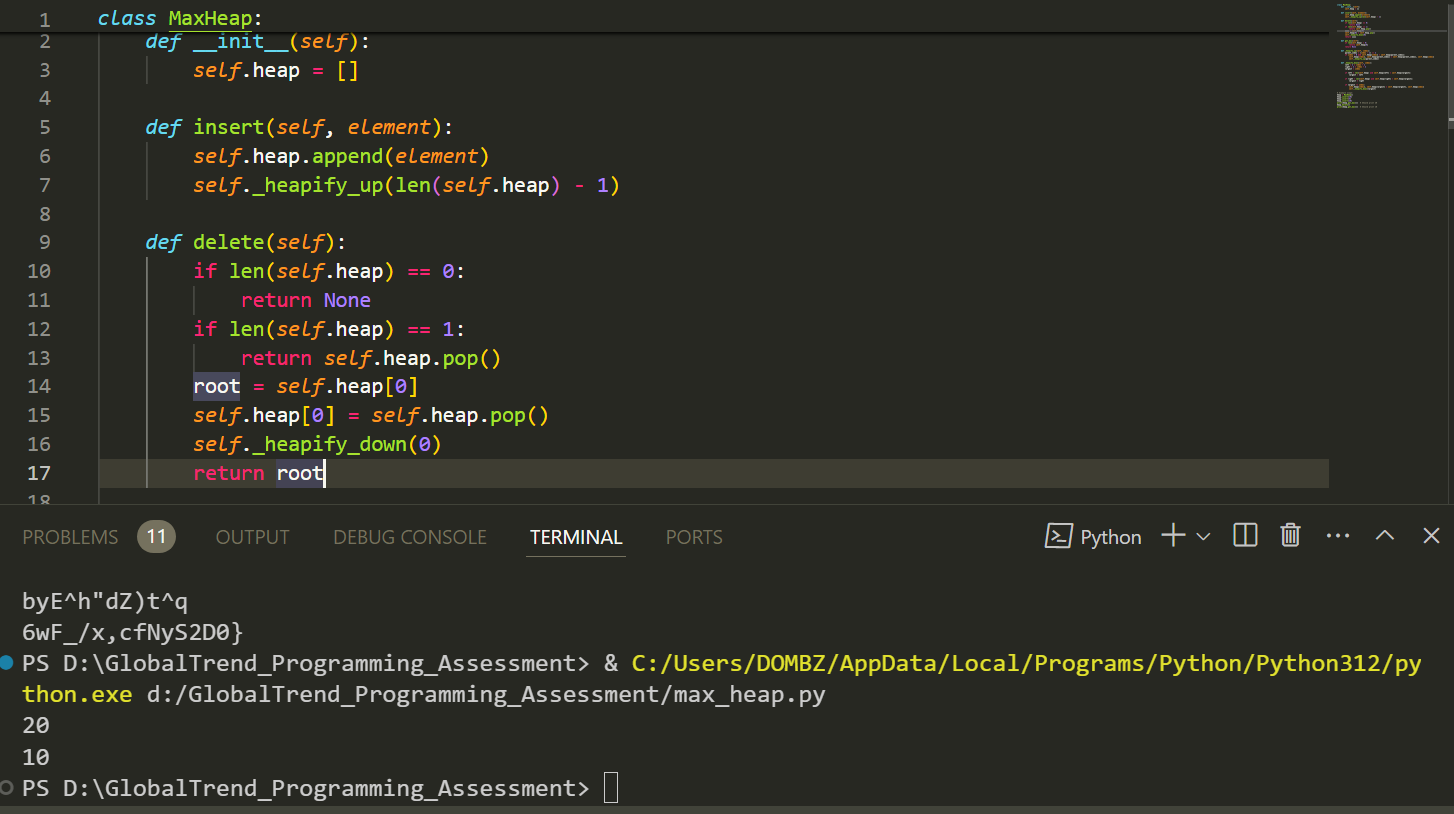 1 class MaxHeap:
2 def __init__(self):
3 self.heap = []
4
5 def insert(self, element):
6 self.heap.append(element)
7 self._heapify_up(len(self.heap) - 1)
8
9 def delete(self):
10 if len(self.heap) == 0:
11 return None
12 if len(self.heap) == 1:
13 return self.heap.pop()
14 root = self.heap[0]
15 self.heap[0] = self.heap.pop()
16 self._heapify_down(0)
17 return root
18
PROBLEMS 11 OUTPUT DEBUG CONSOLE TERMINAL PORTS Python
byE^h"dZ)t^q
6wF_/x,cfNyS2D0}
PS D:\GlobalTrend_Programming_Assessment> & C:/Users/DOMBZ/AppData/Local/Programs/Python/Python312/py
thon.exe d:/GlobalTrend_Programming_Assessment/max_heap.py
20
10
PS D:\GlobalTrend_Programming_Assessment>